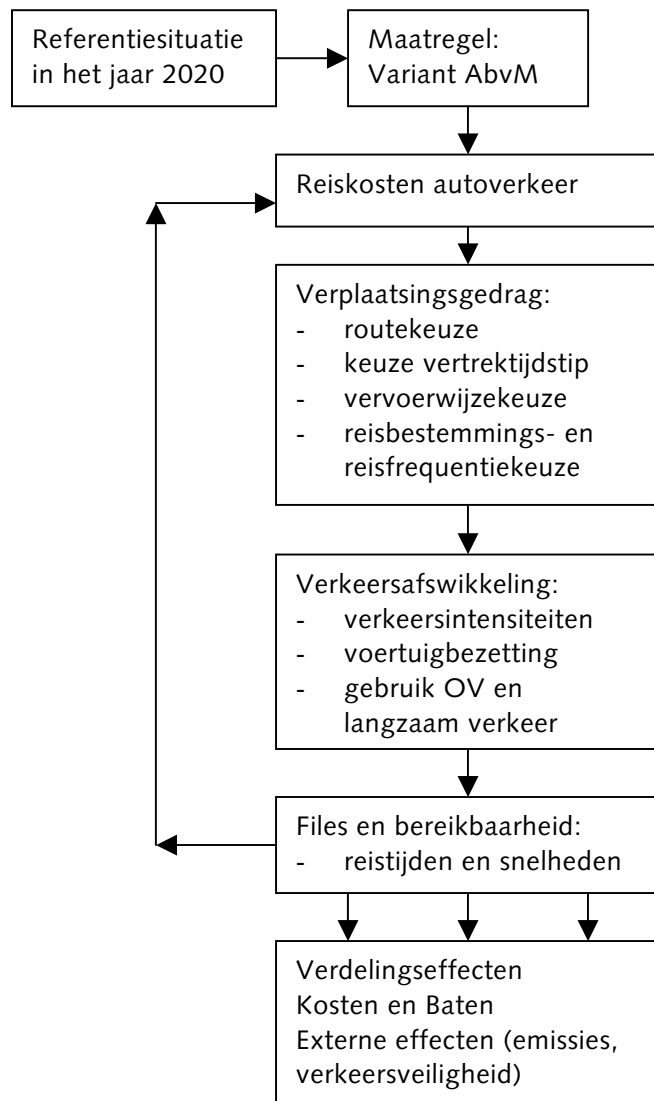 Referentiesituatie
in het jaar 2020
Maatregel:
Variant AbvM
Reiskosten autoverkeer
Verplaatsingsgedrag:
- routekeuze
- keuze vertrektijdstip
- vervoerwijzekeuze
- reisbestemmings- en
reisfrequentiekeuze
Verkeersafswikkeling:
- verkeersintensiteiten
- voertuigbezetting
- gebruik OV en
langzaam verkeer
Files en bereikbaarheid:
- reistijden en snelheden
Verdelingseffecten
Kosten en Baten
Externe effecten (emissies,
verkeersveiligheid)